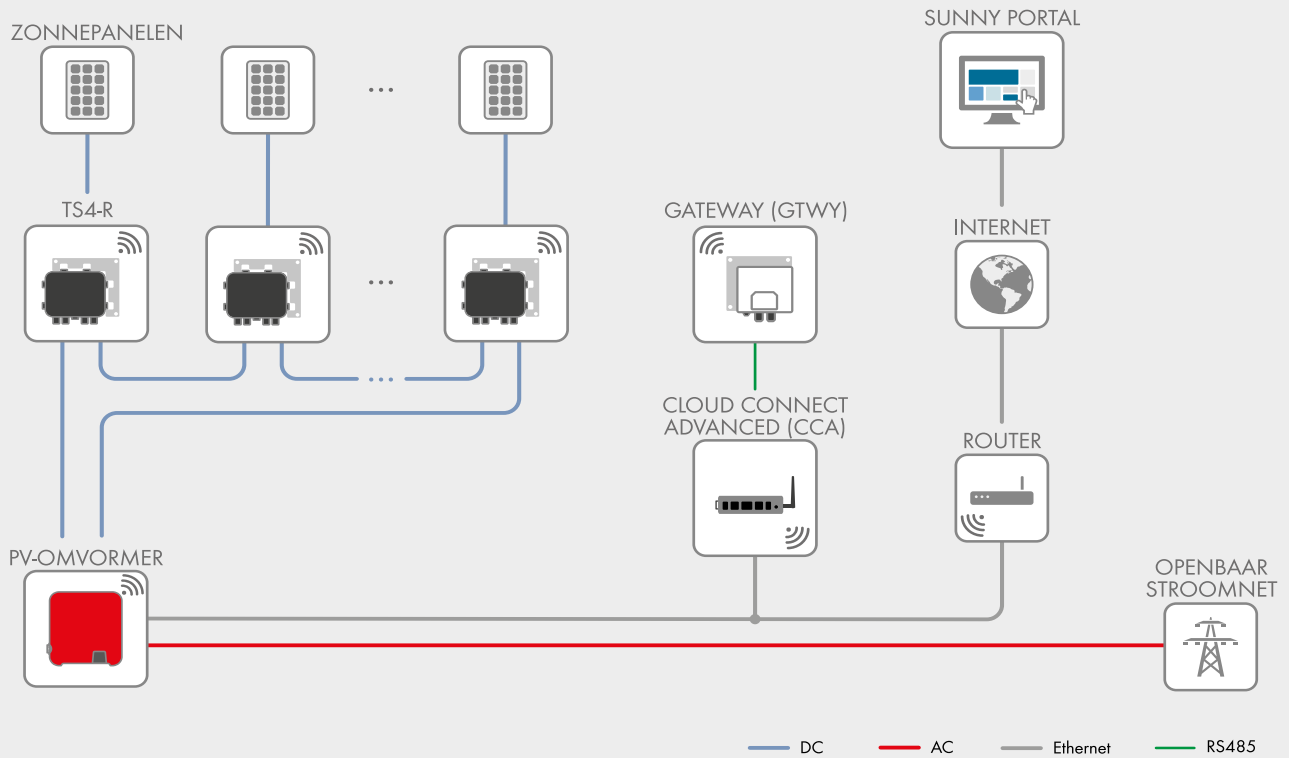 ZONNEPANELEN
SUNNY PORTAL
...
TS4-R
GATEWAY (GTWY)
INTERNET
...
...
CLOUD CONNECT
ADVANCED (CCA)
ROUTER
PV-OMVORMER
OPENBAAR
STROOMNET
DC
AC
Ethernet
RS485